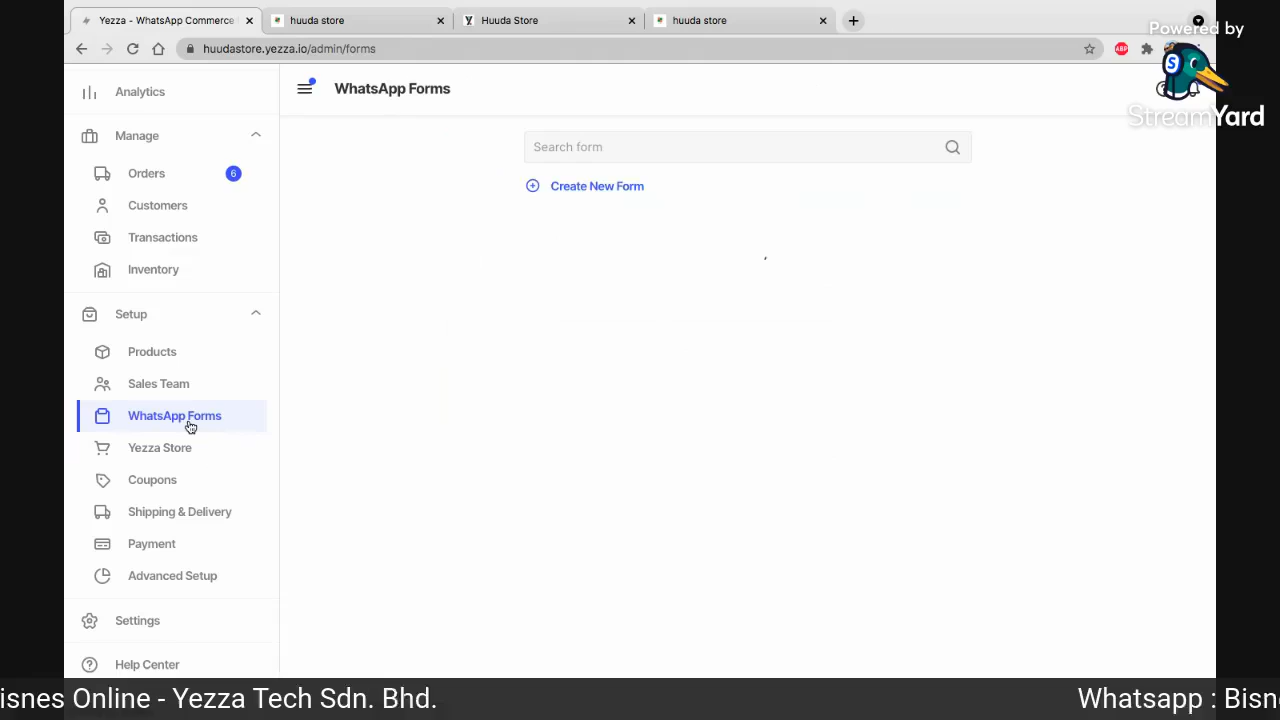 Yezza - WhatsApp Commerce
huuda store
Huuda Store
huuda store
huudastore.yezza.io/admin/forms
ABP
Powered by
StreamYard
Analytics
WhatsApp Forms
Manage
Search form
Orders
6
Create New Form
Customers
Transactions
Inventory
Setup
Products
Sales Team
WhatsApp Forms
Yezza Store
Coupons
Shipping & Delivery
Payment
Advanced Setup
Settings
Help Center
isnes Online - Yezza Tech Sdn. Bhd.
Whatsapp : Bisn